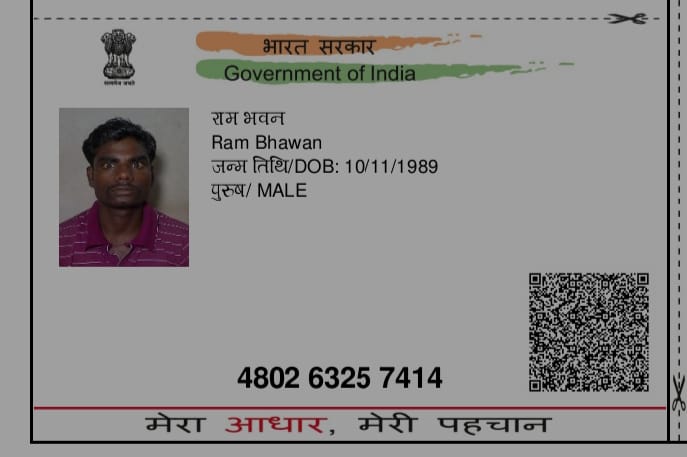 भारत सरकार
Government of India
राम भवन
Ram Bhawan
जन्म तिथि/DOB: 10/11/1989
पुरुष/ MALE
4802 6325 7414
मेरा आधार, मेरी पहचान